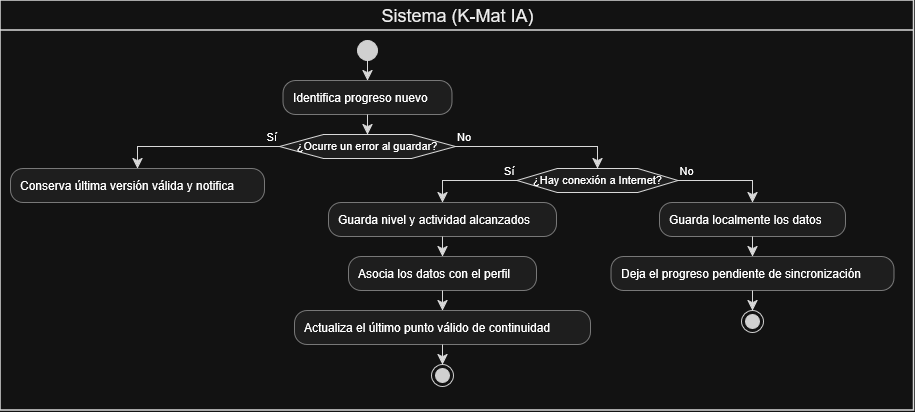 Sistema (K-Mat IA)
Identifica progreso nuevo
Sí
¿Ocurre un error al guardar?
No
Conserva última versión válida y notifica
Sí
¿Hay conexión a Internet?
No
Guarda nivel y actividad alcanzados
Guarda localmente los datos
Asocia los datos con el perfil
Deja el progreso pendiente de sincronización
Actualiza el último punto válido de continuidad